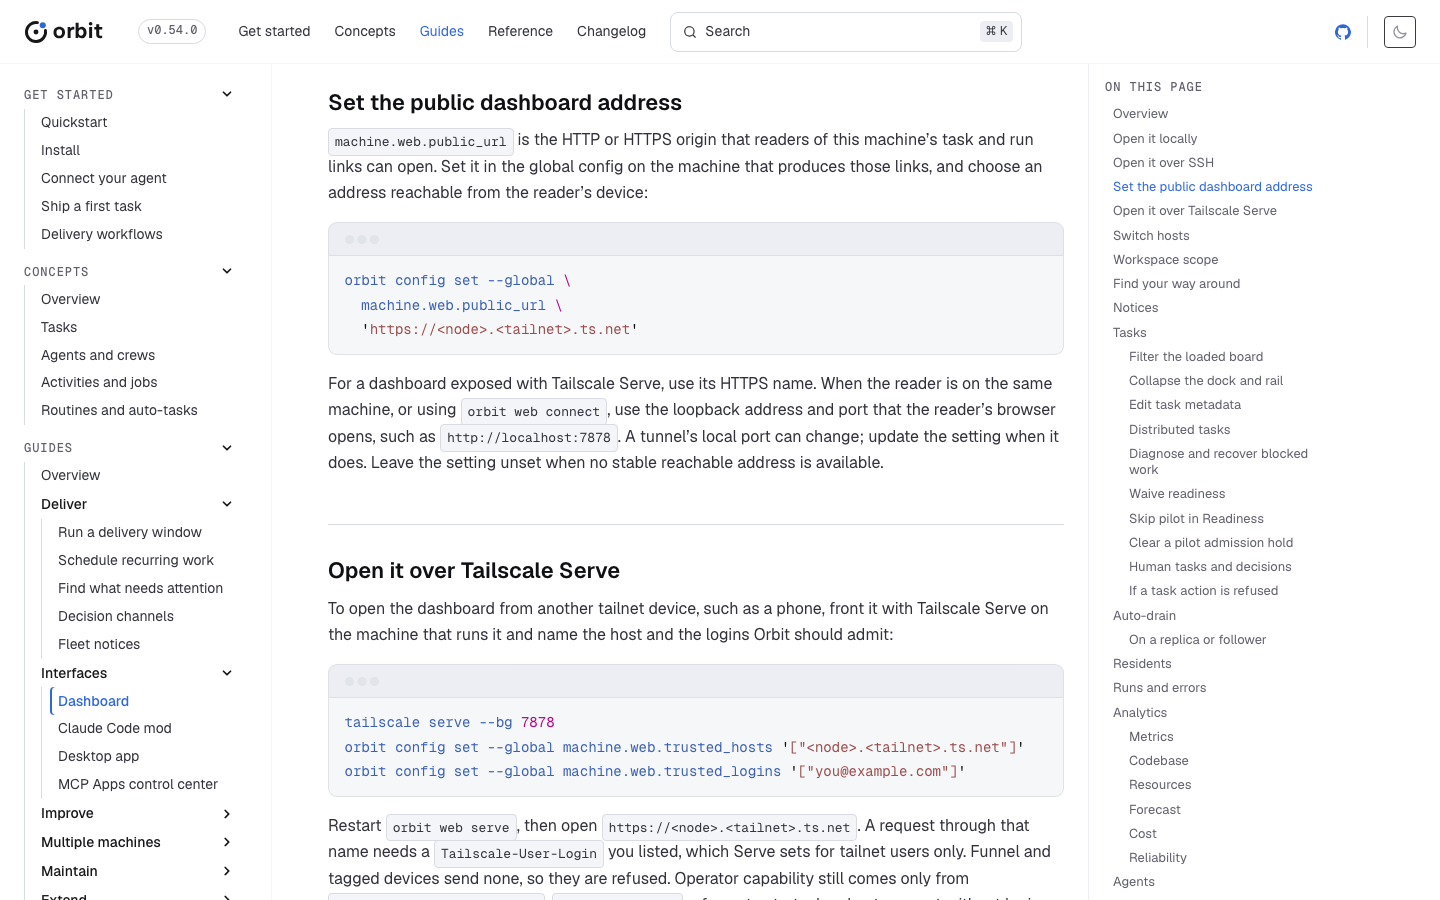 orbit
v0.54.0
Get started
Concepts
Guides
Reference
Changelog
Search
⌘ K
GET STARTED
Quickstart
Install
Connect your agent
Ship a first task
Delivery workflows
CONCEPTS
Overview
Tasks
Agents and crews
Activities and jobs
Routines and auto-tasks
GUIDES
Overview
Deliver
Run a delivery window
Schedule recurring work
Find what needs attention
Decision channels
Fleet notices
Interfaces
Dashboard
Claude Code mod
Desktop app
MCP Apps control center
Improve
Multiple machines
Maintain
Extend
Set the public dashboard address
machine.web.public_url is the HTTP or HTTPS origin that readers of this machine’s task and run
links can open. Set it in the global config on the machine that produces those links, and choose an
address reachable from the reader’s device:
orbit config set --global \
machine.web.public_url \
'https://<node>.<tailnet>.ts.net'
For a dashboard exposed with Tailscale Serve, use its HTTPS name. When the reader is on the same
machine, or using orbit web connect, use the loopback address and port that the reader’s browser
opens, such as http://localhost:7878. A tunnel’s local port can change; update the setting when it
does. Leave the setting unset when no stable reachable address is available.
Open it over Tailscale Serve
To open the dashboard from another tailnet device, such as a phone, front it with Tailscale Serve on
the machine that runs it and name the host and the logins Orbit should admit:
tailscale serve --bg 7878
orbit config set --global machine.web.trusted_hosts '["<node>.<tailnet>.ts.net"]'
orbit config set --global machine.web.trusted_logins '["you@example.com"]'
Restart orbit web serve, then open https://<node>.<tailnet>.ts.net. A request through that
name needs a Tailscale-User-Login you listed, which Serve sets for tailnet users only. Funnel and
tagged devices send none, so they are refused. Operator capability still comes only from
ON THIS PAGE
Overview
Open it locally
Open it over SSH
Set the public dashboard address
Open it over Tailscale Serve
Switch hosts
Workspace scope
Find your way around
Notices
Tasks
Filter the loaded board
Collapse the dock and rail
Edit task metadata
Distributed tasks
Diagnose and recover blocked
work
Waive readiness
Skip pilot in Readiness
Clear a pilot admission hold
Human tasks and decisions
If a task action is refused
Auto-drain
On a replica or follower
Residents
Runs and errors
Analytics
Metrics
Codebase
Resources
Forecast
Cost
Reliability
Agents